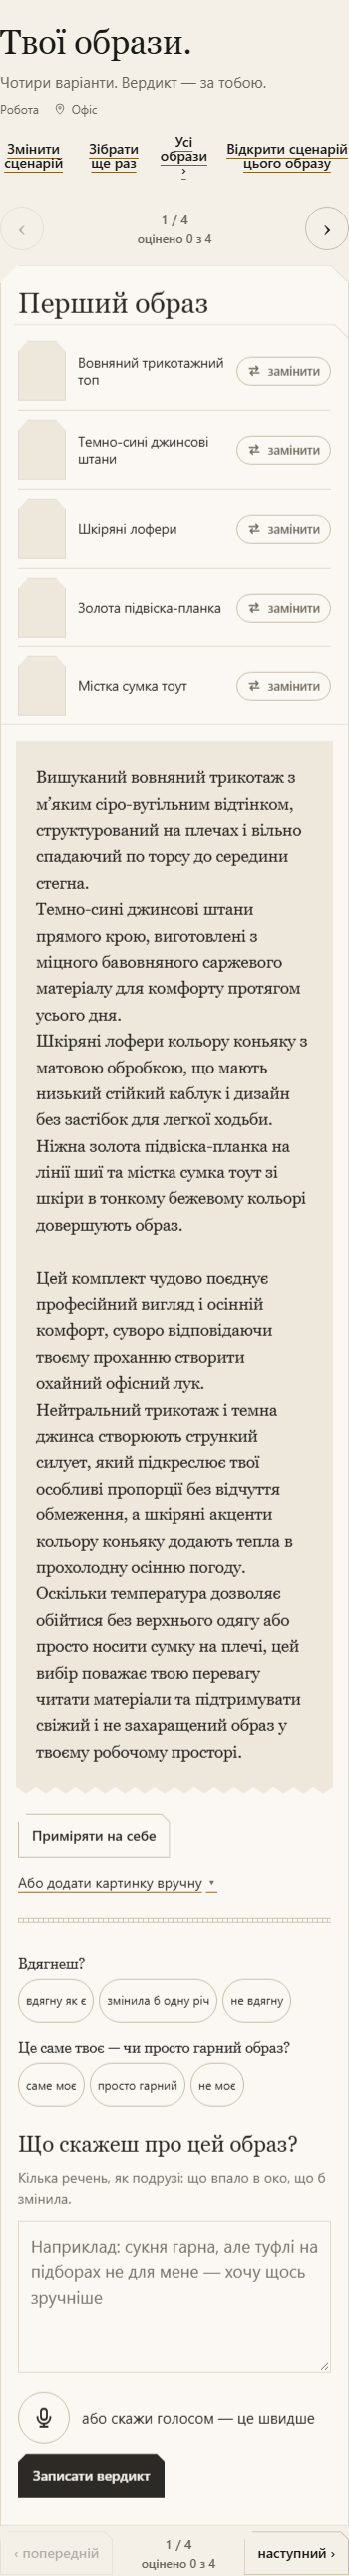 Твої образи.
Чотири варіанти. Вердикт — за тобою.
Робота Офіс
Змінити сценарій
Зібрати ще раз
Усі образи ›
Відкрити сценарій цього образу
‹
1 / 4
оцінено 0 з 4
›
Перший образ
Вовняний трикотажний
топ
замінити
Темно-сині джинсові
штани
замінити
Шкіряні лофери
замінити
Золота підвіска-планка
замінити
Містка сумка тоут
замінити
Вишуканий вовняний трикотаж з
м’яким сіро-вугільним відтінком,
структурований на плечах і вільно
спадаючий по торсу до середини
стегна.
Темно-сині джинсові штани
прямого крою, виготовлені з
міцного бавовняного саржевого
матеріалу для комфорту протягом
усього дня.
Шкіряні лофери кольору коньяку з
матовою обробкою, що мають
низький стійкий каблук і дизайн
без застібок для легкої ходьби.
Ніжна золота підвіска-планка на
лінії шиї та містка сумка тоут зі
шкіри в тонкому бежевому кольорі
довершують образ.
Цей комплект чудово поєднує
професійний вигляд і осінній
комфорт, суворо відповідаючи
твоєму проханню створити
охайний офісний лук.
Нейтральний трикотаж і темна
джинса створюють стрункий
силует, який підкреслює твої
особливі пропорції без відчуття
обмеження, а шкіряні акценти
кольору коньяку додають тепла в
прохолодну осінню погоду.
Оскільки температура дозволяє
обійтися без верхнього одягу або
просто носити сумку на плечі, цей
вибір поважає твою перевагу
читати матеріали та підтримувати
свіжий і не захаращений образ у
твоєму робочому просторі.
Приміряти на себе
Або додати картинку вручну
Вдягнеш?
вдягну як є змінила б одну річ не вдягну
Це саме твоє — чи просто гарний образ?
саме моє просто гарний не моє
Що скажеш про цей образ?
Кілька речень, як подрузі: що впало в око, що б
змінила.
Наприклад: сукня гарна, але туфлі на
підборах не для мене — хочу щось
зручніше
або скажи голосом — це швидше
Записати вердикт
‹ попередній
1 / 4
оцінено 0 з 4
наступний ›